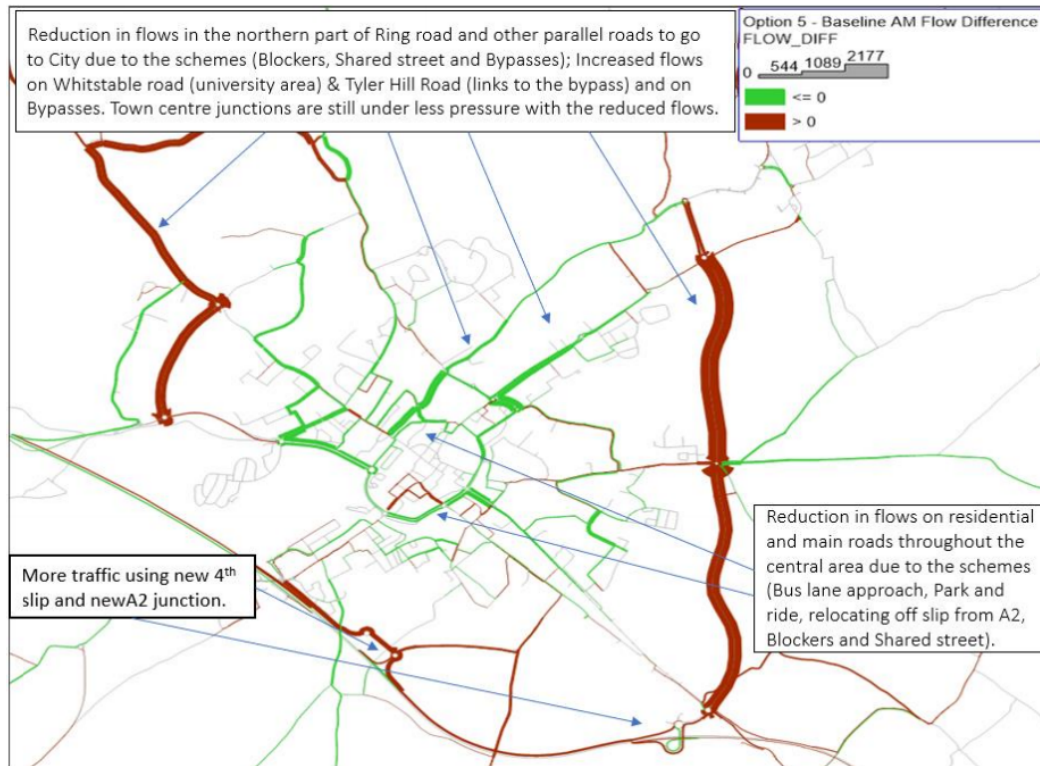 Reduction in flows in the northern part of Ring road and other parallel roads to go
to City due to the schemes (Blockers, Shared street and Bypasses); Increased flows
on Whitstable road (university area) & Tyler Hill Road (links to the bypass) and on
Bypasses. Town centre junctions are still under less pressure with the reduced flows.
Option 5 - Baseline AM Flow Difference
FLOW_DIFF
0 544 1089 2177
<= 0
> 0
More traffic using new 4th
slip and newA2 junction.
Reduction in flows on residential
and main roads throughout the
central area due to the schemes
(Bus lane approach, Park and
ride, relocating off slip from A2,
Blockers and Shared street).